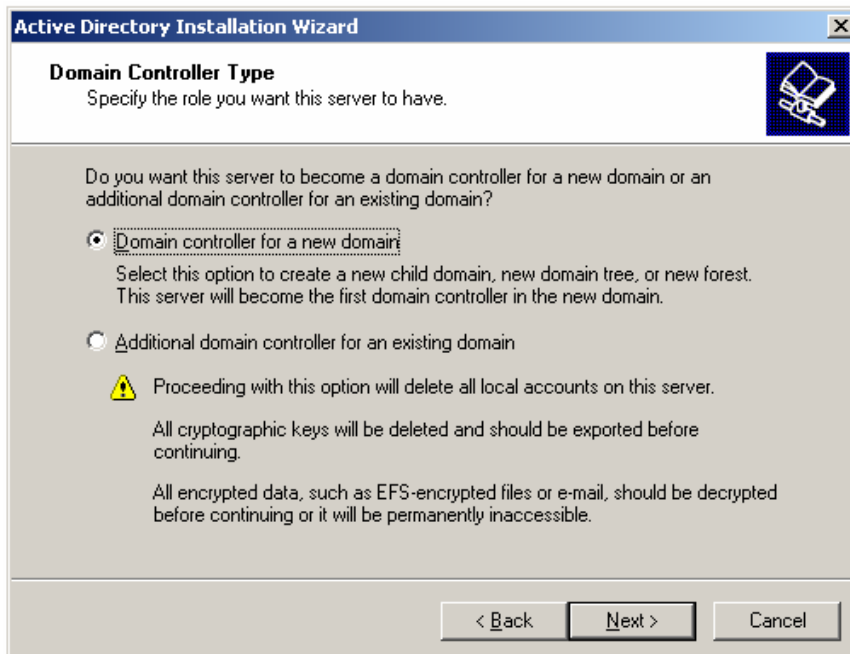 Active Directory Installation Wizard
Domain Controller Type
Specify the role you want this server to have.
Do you want this server to become a domain controller for a new domain or an
additional domain controller for an existing domain?
Domain controller for a new domain
Select this option to create a new child domain, new domain tree, or new forest.
This server will become the first domain controller in the new domain.
Additional domain controller for an existing domain
Proceeding with this option will delete all local accounts on this server.
All cryptographic keys will be deleted and should be exported before
continuing.
All encrypted data, such as EFS-encrypted files or e-mail, should be decrypted
before continuing or it will be permanently inaccessible.
< Back Next > Cancel